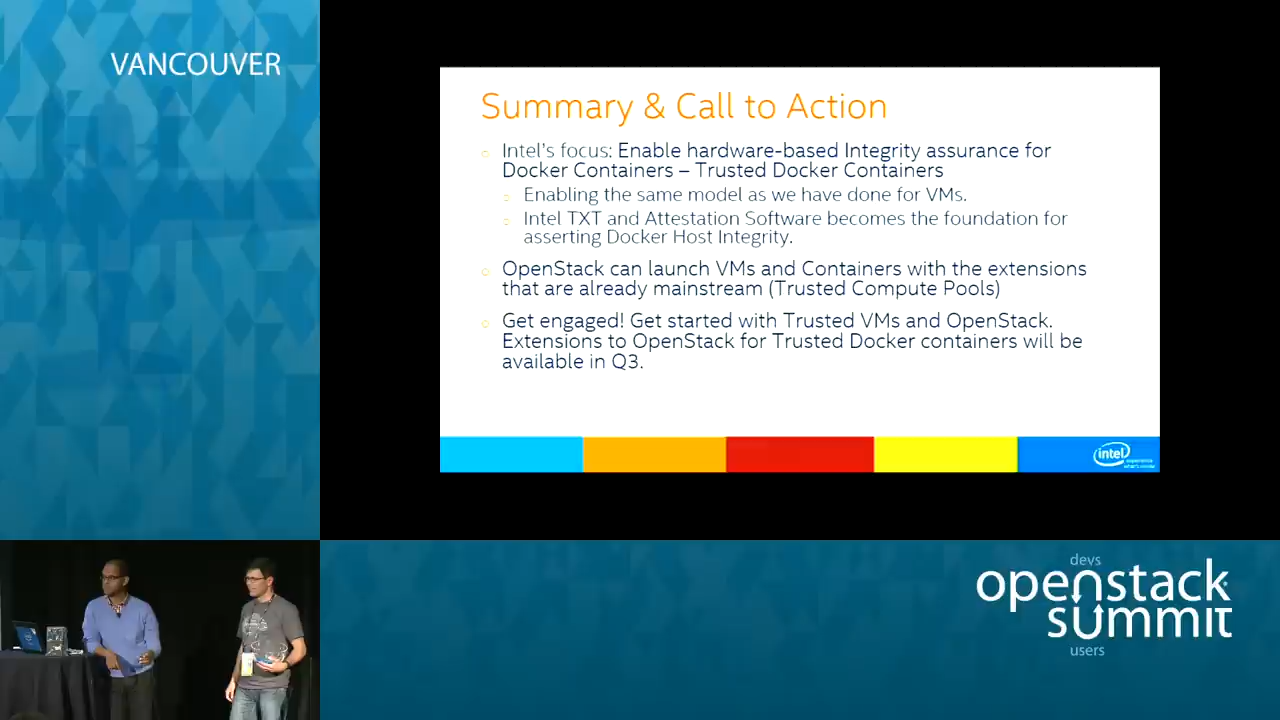 VANCOUVER
Summary & Call to Action
Intel's focus: Enable hardware-based Integrity assurance for
Docker Containers – Trusted Docker Containers
Enabling the same model as we have done for VMs.
Intel TXT and Attestation Software becomes the foundation for
asserting Docker Host Integrity.
OpenStack can launch VMs and Containers with the extensions
that are already mainstream (Trusted Compute Pools)
Get engaged! Get started with Trusted VMs and OpenStack.
Extensions to OpenStack for Trusted Docker containers will be
available in Q3.
intel
devs
openstack
summit
users